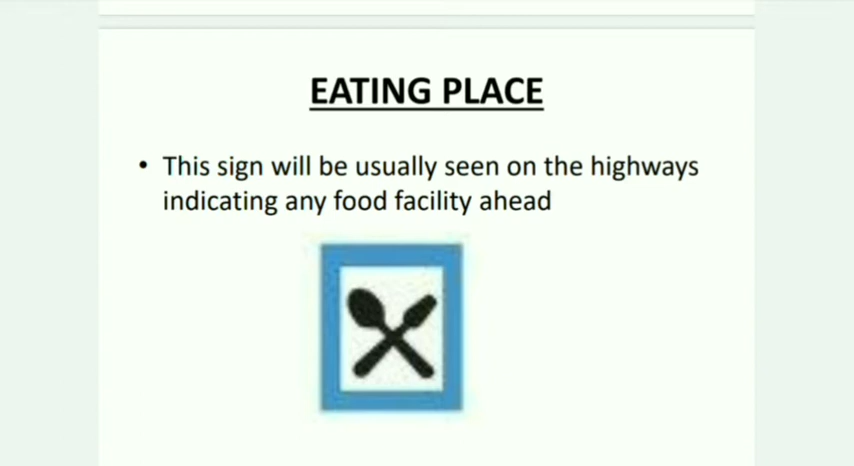 EATING PLACE
• This sign will be usually seen on the highways
indicating any food facility ahead